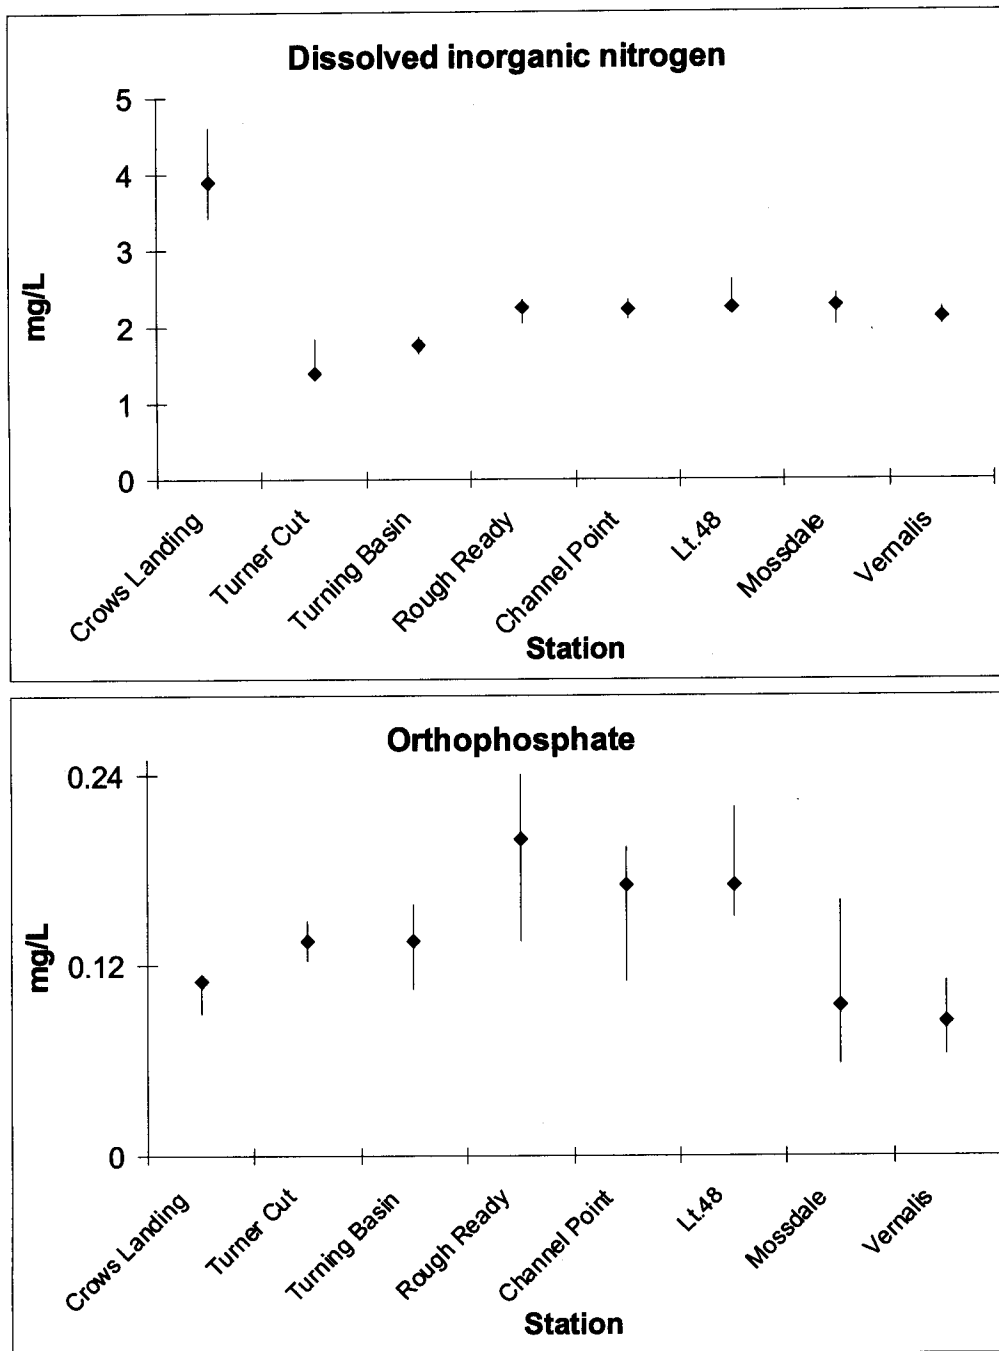 Dissolved inorganic nitrogen
5
4
3
2
1
0
mg/L
Crows Landing
Turner Cut
Turning Basin
Rough Ready
Channel Point
Lt.48
Mossdale
Vernalis
Station
Orthophosphate
0.24
0.12
0
mg/L
Crows Landing
Turner Cut
Turning Basin
Rough Ready
Channel Point
Lt.48
Mossdale
Vernalis
Station